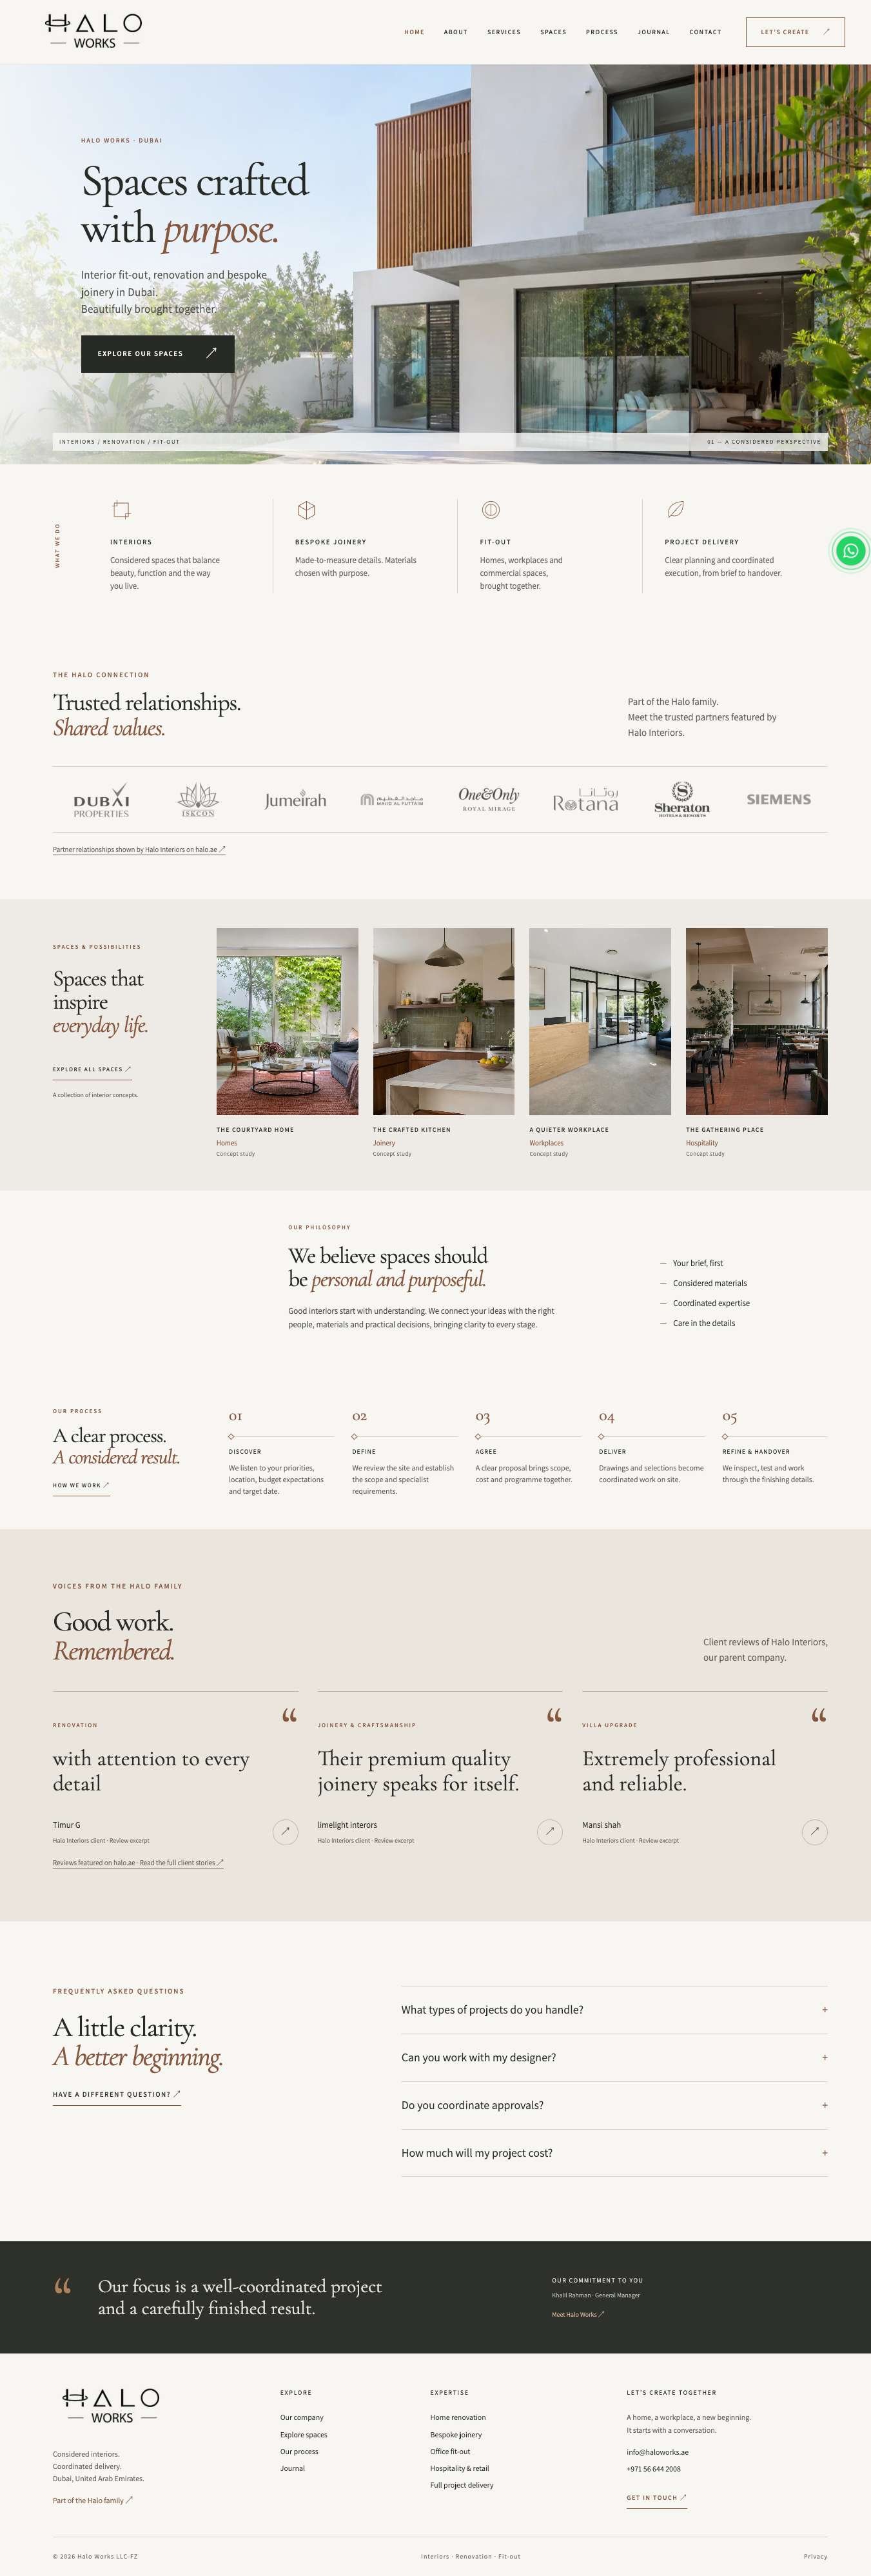 HALO
WORKS
HOME ABOUT SERVICES SPACES PROCESS JOURNAL CONTACT LET'S CREATE ↗
HALO WORKS · DUBAI
Spaces crafted
with purpose.
Interior fit-out, renovation and bespoke
joinery in Dubai.
Beautifully brought together.
EXPLORE OUR SPACES ↗
INTERIORS / RENOVATION / FIT-OUT
01 — A CONSIDERED PERSPECTIVE
WHAT WE DO
INTERIORS
Considered spaces that balance
beauty, function and the way
you live.
BESPOKE JOINERY
Made-to-measure details. Materials
chosen with purpose.
FIT-OUT
Homes, workplaces and
commercial spaces,
brought together.
PROJECT DELIVERY
Clear planning and coordinated
execution, from brief to handover.
THE HALO CONNECTION
Trusted relationships.
Shared values.
Part of the Halo family.
Meet the trusted partners featured by
Halo Interiors.
DUBAI
PROPERTIES
ISKCON
Jumeirah
ماجد الفطيم
MAJID AL FUTTAIM
One&Only
ROYAL MIRAGE
روتانا
Rotana
Sheraton
HOTELS & RESORTS
SIEMENS
Partner relationships shown by Halo Interiors on halo.ae ↗
SPACES & POSSIBILITIES
Spaces that
inspire
everyday life.
EXPLORE ALL SPACES ↗
A collection of interior concepts.
THE COURTYARD HOME
Homes
Concept study
THE CRAFTED KITCHEN
Joinery
Concept study
A QUIETER WORKPLACE
Workplaces
Concept study
THE GATHERING PLACE
Hospitality
Concept study
OUR PHILOSOPHY
We believe spaces should
be personal and purposeful.
Good interiors start with understanding. We connect your ideas with the right
people, materials and practical decisions, bringing clarity to every stage.
— Your brief, first
— Considered materials
— Coordinated expertise
— Care in the details
OUR PROCESS
A clear process.
A considered result.
HOW WE WORK ↗
01
DISCOVER
We listen to your priorities,
location, budget expectations
and target date.
02
DEFINE
We review the site and establish
the scope and specialist
requirements.
03
AGREE
A clear proposal brings scope,
cost and programme together.
04
DELIVER
Drawings and selections become
coordinated work on site.
05
REFINE & HANDOVER
We inspect, test and work
through the finishing details.
VOICES FROM THE HALO FAMILY
Good work.
Remembered.
Client reviews of Halo Interiors,
our parent company.
“
RENOVATION
with attention to every
detail
Timur G
Halo Interiors client · Review excerpt
↗
“
JOINERY & CRAFTSMANSHIP
Their premium quality
joinery speaks for itself.
limelight interors
Halo Interiors client · Review excerpt
↗
“
VILLA UPGRADE
Extremely professional
and reliable.
Mansi shah
Halo Interiors client · Review excerpt
↗
Reviews featured on halo.ae · Read the full client stories ↗
FREQUENTLY ASKED QUESTIONS
A little clarity.
A better beginning.
HAVE A DIFFERENT QUESTION? ↗
What types of projects do you handle? +
Can you work with my designer? +
Do you coordinate approvals? +
How much will my project cost? +
“
Our focus is a well-coordinated project
and a carefully finished result.
OUR COMMITMENT TO YOU
Khalil Rahman · General Manager
Meet Halo Works ↗
HALO
WORKS
Considered interiors.
Coordinated delivery.
Dubai, United Arab Emirates.
Part of the Halo family ↗
EXPLORE
Our company
Explore spaces
Our process
Journal
EXPERTISE
Home renovation
Bespoke joinery
Office fit-out
Hospitality & retail
Full project delivery
LET'S CREATE TOGETHER
A home, a workplace, a new beginning.
It starts with a conversation.
info@haloworks.ae
+971 56 644 2008
GET IN TOUCH ↗
© 2026 Halo Works LLC-FZ
Interiors · Renovation · Fit-out
Privacy